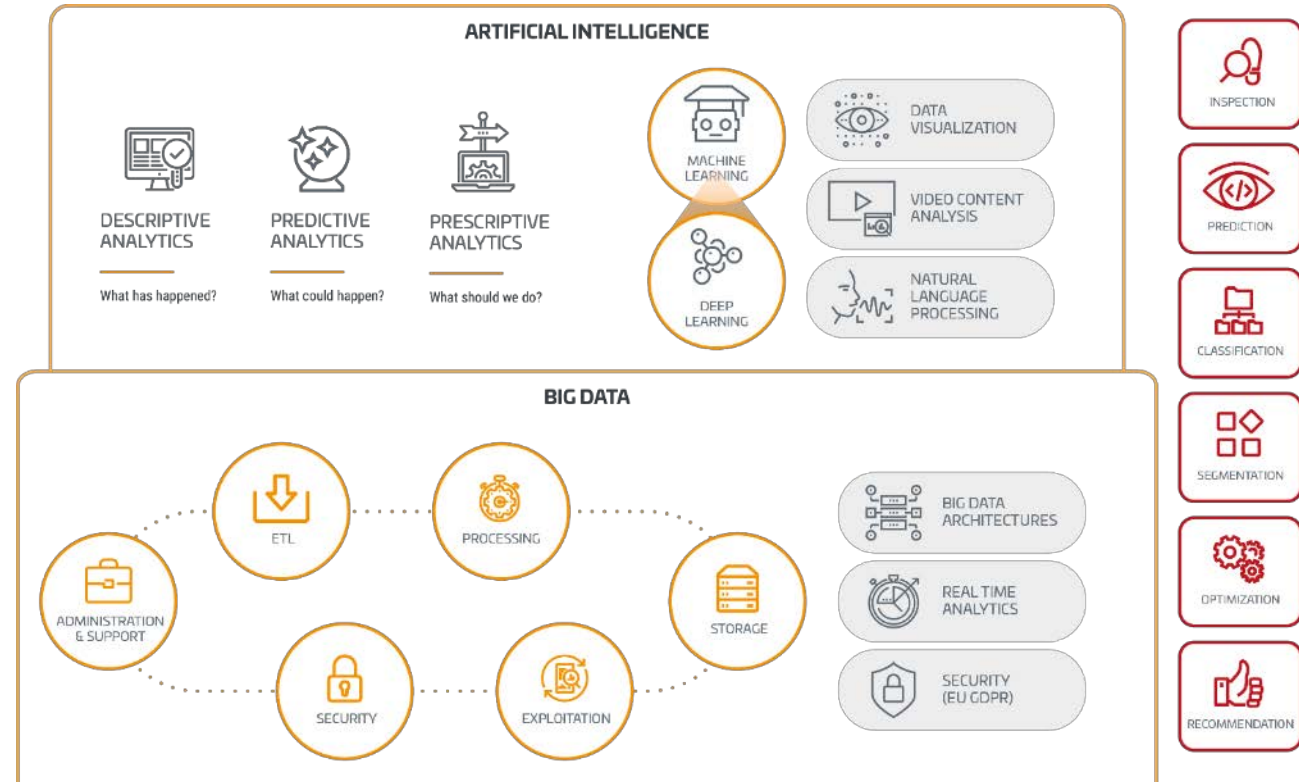 ARTIFICIAL INTELLIGENCE
DESCRIPTIVE
ANALYTICS
What has happened?
PREDICTIVE
ANALYTICS
What could happen?
PRESCRIPTIVE
ANALYTICS
What should we do?
MACHINE
LEARNING
DEEP
LEARNING
DATA
VISUALIZATION
VIDEO CONTENT
ANALYSIS
NATURAL
LANGUAGE
PROCESSING
BIG DATA
ETL
PROCESSING
ADMINISTRATION
& SUPPORT
STORAGE
SECURITY
EXPLOITATION
BIG DATA
ARCHITECTURES
REAL TIME
ANALYTICS
SECURITY
(EU GDPR)
INSPECTION
PREDICTION
CLASSIFICATION
SEGMENTATION
OPTIMIZATION
RECOMMENDATION